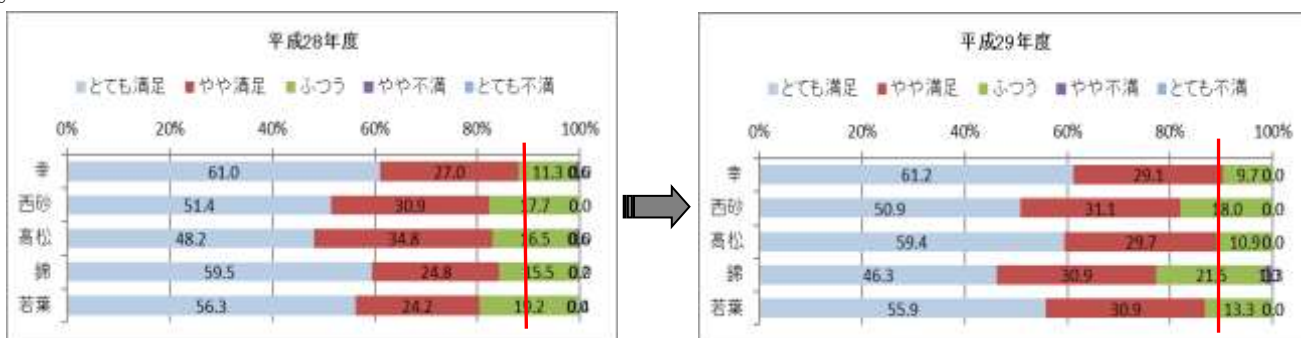 平成28年度
とても満足 やや満足 ふつう やや不満 とても不満
0% 20% 40% 60% 80% 100%
幸 61.0 27.0 11.3
西砂 51.4 30.9 17.7 0.0
高松 48.2 34.8 16.5
錦 59.5 24.8 15.5
若葉 56.3 24.2 19.2
平成29年度
とても満足 やや満足 ふつう やや不満 とても不満
0% 20% 40% 60% 80% 100%
幸 61.2 29.1 9.7 0.0
西砂 50.9 31.1 18.0 0.0
高松 59.4 29.7 10.9 0.0
錦 46.3 30.9 21.5
若葉 55.9 30.9 13.3 0.0